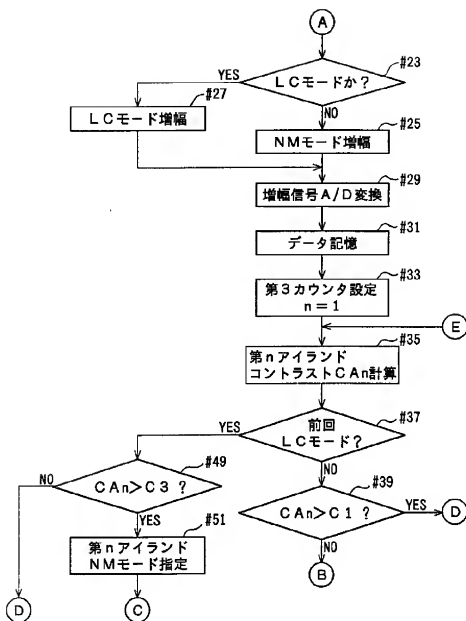 A
#23
LCモードか?
YES
NO
#27
LCモード増幅
#25
NMモード増幅
#29
増幅信号A/D変換
#31
データ記憶
#33
第3カウンタ設定
n=1
E
#35
第nアイランド
コントラストCAn計算
#37
前回
LCモード?
YES
NO
#49
CAn>C3?
NO
YES
#39
CAn>C1?
YES
D
NO
#51
第nアイランド
NMモード指定
B
D
C